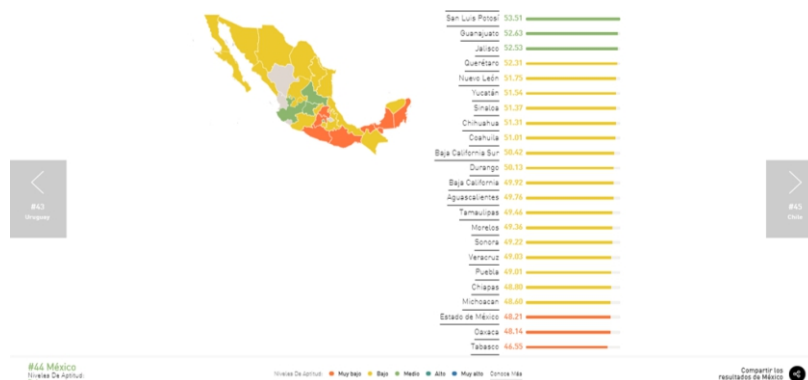 San Luis Potosí 53.51
Guanajuato 52.63
Jalisco 52.53
Querétaro 52.31
Nuevo León 51.75
Yucatán 51.54
Sinaloa 51.37
Chihuahua 51.31
Coahuila 51.01
Baja California Sur 50.42
Durango 50.13
Baja California 49.92
Aguascalientes 49.76
Tamaulipas 49.46
Morelos 49.36
Sonora 49.22
Veracruz 49.03
Puebla 49.01
Chiapas 48.80
Michoacan 48.60
Estado de México 48.21
Oaxaca 48.14
Tabasco 46.55
#43
Uruguay
#45
Chile
#44 México
Niveles De Aptitud:
Niveles De Aptitud: Muy bajo Bajo Medio Alto Muy alto Conoce Más
Compartir los
resultados de México